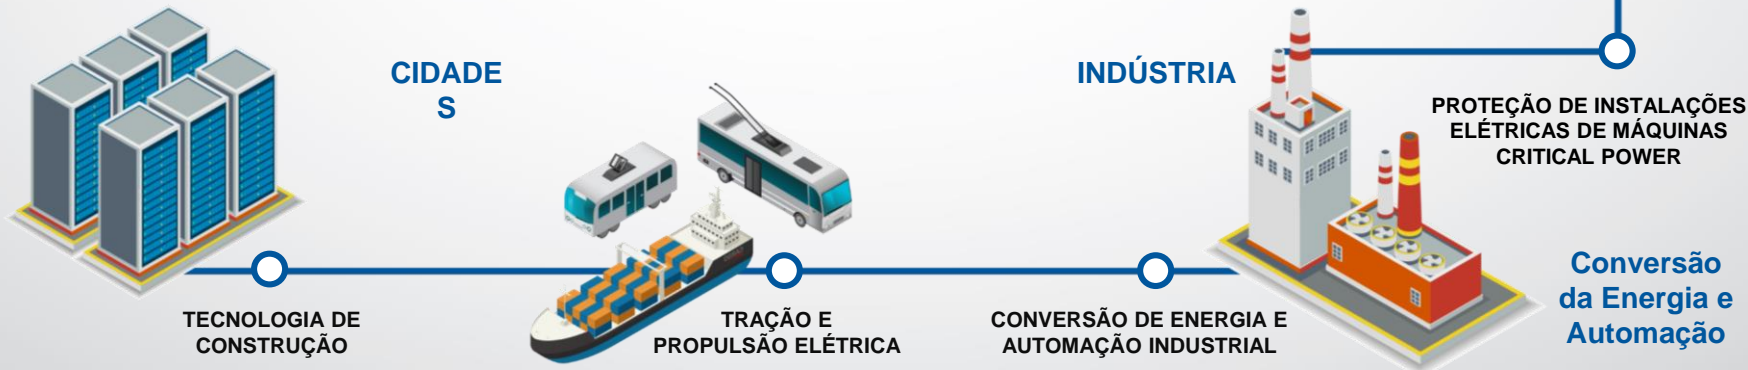 CIDADE
S
INDÚSTRIA
PROTEÇÃO DE INSTALAÇÕES
ELÉTRICAS DE MÁQUINAS
CRITICAL POWER
TECNOLOGIA DE
CONSTRUÇÃO
TRAÇÃO E
PROPULSÃO ELÉTRICA
CONVERSÃO DE ENERGIA E
AUTOMAÇÃO INDUSTRIAL
Conversão
da Energia e
Automação